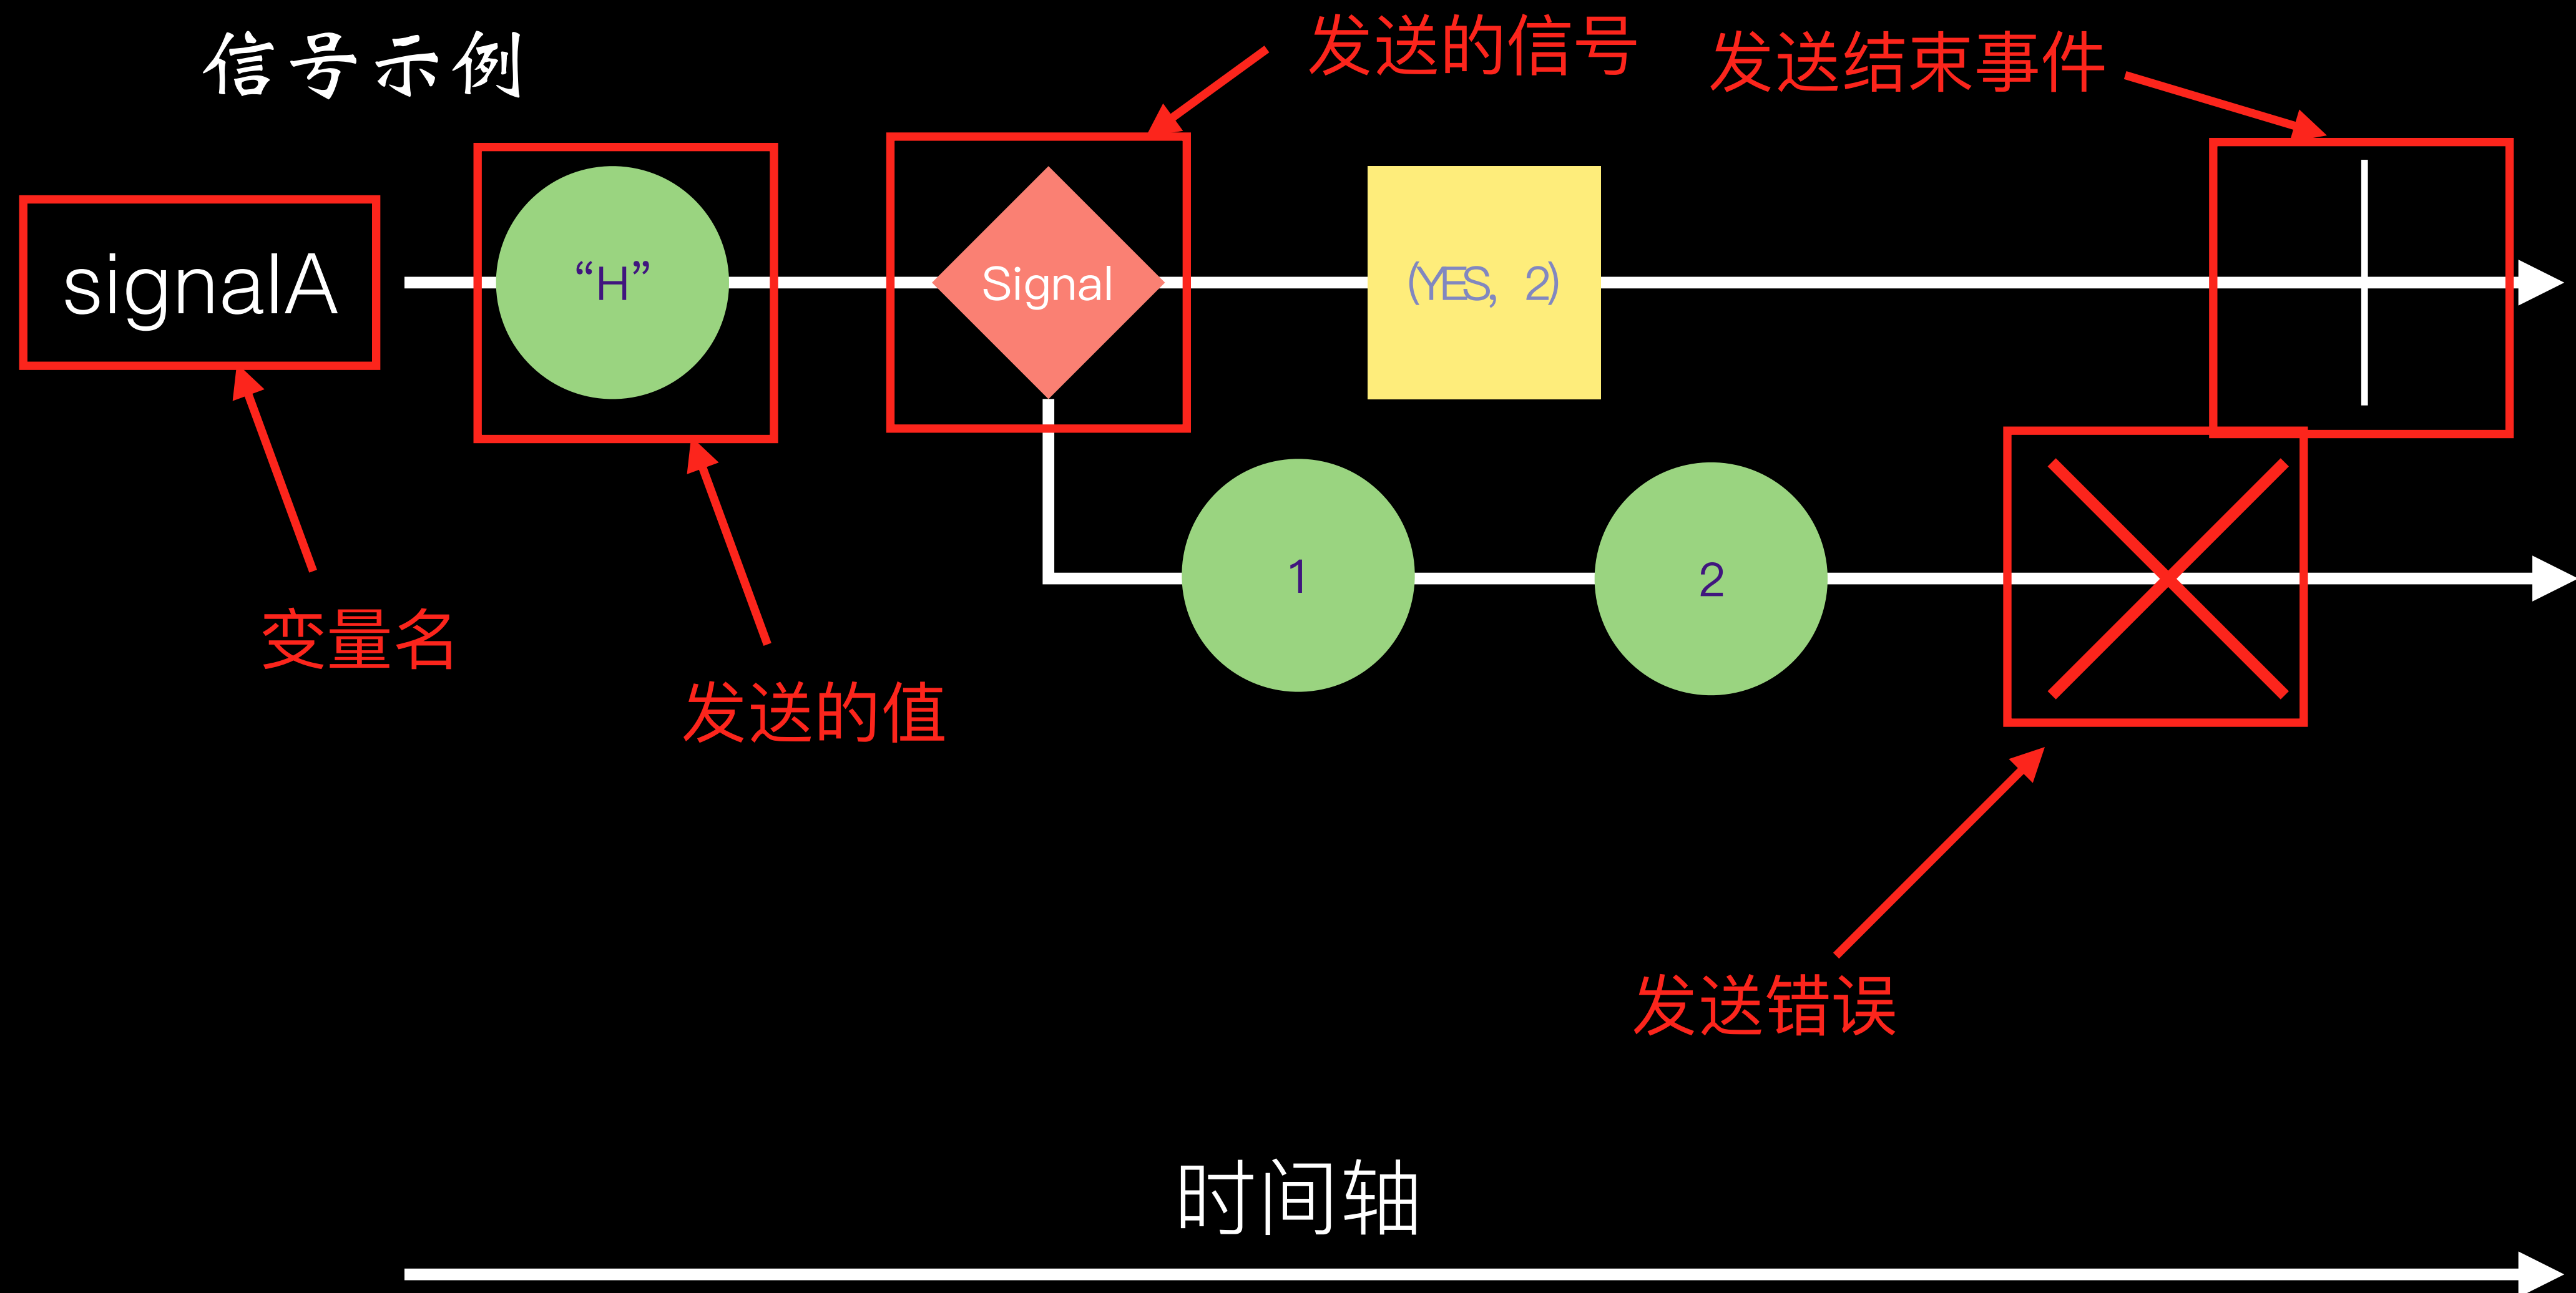 信号示例
发送的信号
发送结束事件
signalA
“H”
Signal
(YES, 2)
1
2
变量名
发送的值
发送错误
时间轴